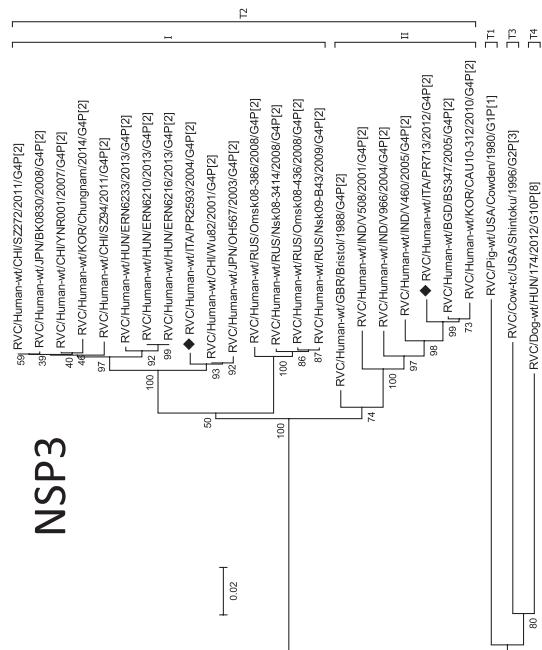 NSP3
RVC/Human-wt/CHI/SZ272/2011/G4P[2]
RVC/Human-wt/JPN/BK0830/2008/G4P[2]
RVC/Human-wt/CHI/YNR001/2007/G4P[2]
RVC/Human-wt/KOR/Chungnam/2014/G4P[2]
RVC/Human-wt/CHI/SZ94/2011/G4P[2]
RVC/Human-wt/HUN/ERN6233/2013/G4P[2]
RVC/Human-wt/HUN/ERN6210/2013/G4P[2]
RVC/Human-wt/HUN/ERN6216/2013/G4P[2]
RVC/Human-wt/ITA/PR2593/2004/G4P[2]
RVC/Human-wt/CHI/Wu82/2001/G4P[2]
RVC/Human-wt/JPN/OH567/2003/G4P[2]
RVC/Human-wt/RUS/Omsk08-386/2008/G4P[2]
RVC/Human-wt/RUS/Nsk08-3414/2008/G4P[2]
RVC/Human-wt/RUS/Omsk08-436/2008/G4P[2]
RVC/Human-wt/RUS/Nsk09-B43/2009/G4P[2]
RVC/Human-wt/GBR/Bristol/1988/G4P[2]
RVC/Human-wt/IND/V508/2001/G4P[2]
RVC/Human-wt/IND/V966/2004/G4P[2]
RVC/Human-wt/IND/V460/2005/G4P[2]
RVC/Human-wt/ITA/PR713/2012/G4P[2]
RVC/Human-wt/BGD/BS347/2005/G4P[2]
RVC/Human-wt/KOR/CAU10-312/2010/G4P[2]
RVC/Pig-wt/USA/Cowden/1980/G1P[1]
RVC/Cow-tc/USA/Shintoku/1996/G2P[3]
RVC/Dog-wt/HUN/174/2012/G10P[8]
59
39
40
46
97
92
99
100
93
92
100
86
87
50
100
74
100
97
98
99
73
80
0.02
I
II
T2
T1
T3
T4